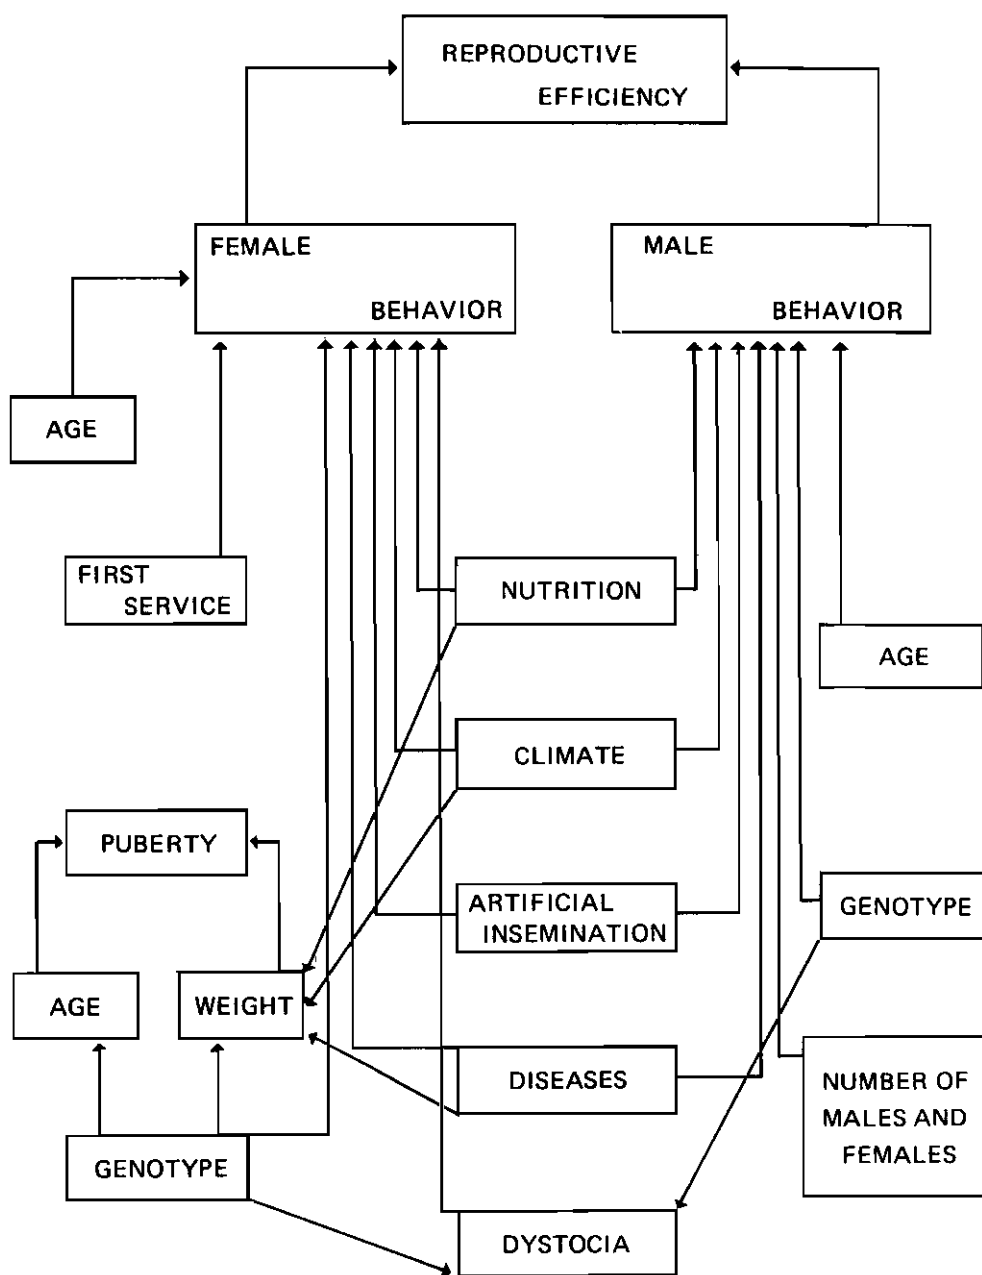 REPRODUCTIVE
EFFICIENCY
FEMALE
BEHAVIOR
MALE
BEHAVIOR
AGE
FIRST
SERVICE
NUTRITION
AGE
CLIMATE
PUBERTY
ARTIFICIAL
INSEMINATION
GENOTYPE
AGE
WEIGHT
DISEASES
NUMBER OF
MALES AND
FEMALES
GENOTYPE
DYSTOCIA